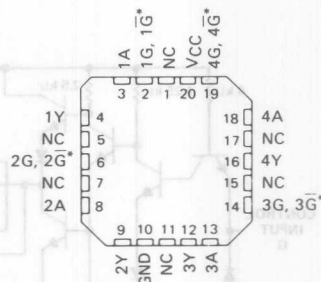 1A
1G, 1G̅*
NC
VCC
4G, 4G̅*
3 2 1 20 19
1Y 4
NC 5
2G, 2G̅* 6
NC 7
2A 8
18 4A
17 NC
16 4Y
15 NC
14 3G, 3G̅*
9 10 11 12 13
2Y
GND
NC
3Y
3A